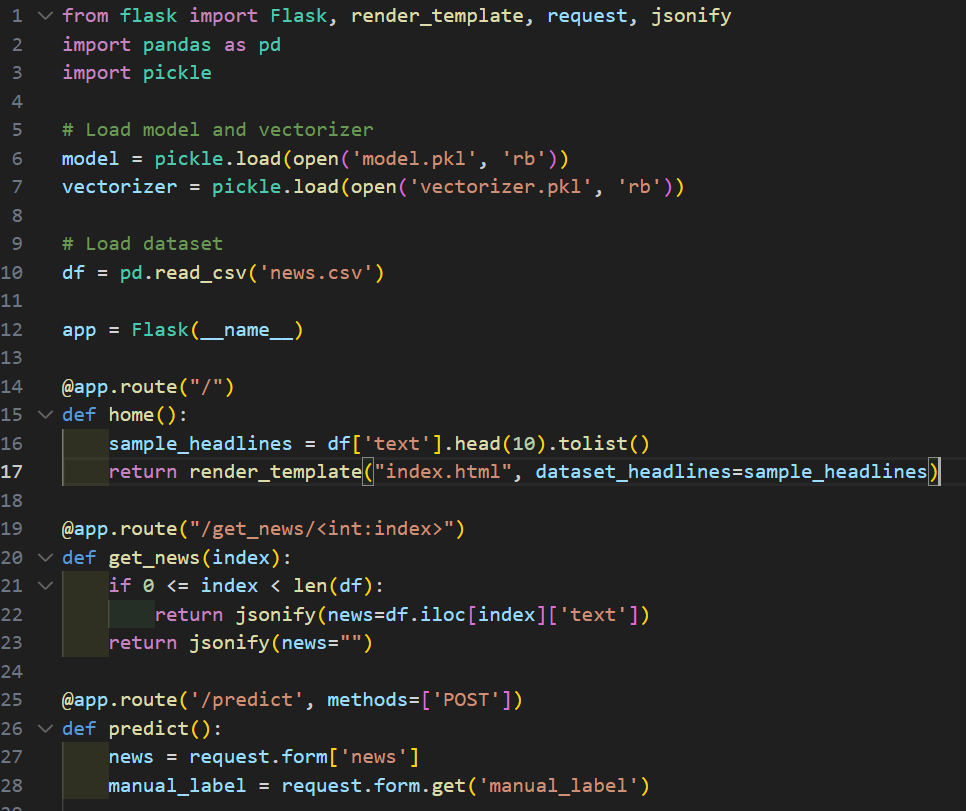 1 from flask import Flask, render_template, request, jsonify
2 import pandas as pd
3 import pickle
4
5 # Load model and vectorizer
6 model = pickle.load(open('model.pkl', 'rb'))
7 vectorizer = pickle.load(open('vectorizer.pkl', 'rb'))
8
9 # Load dataset
10 df = pd.read_csv('news.csv')
11
12 app = Flask(__name__)
13
14 @app.route("/")
15 def home():
16     sample_headlines = df['text'].head(10).tolist()
17     return render_template("index.html", dataset_headlines=sample_headlines)
18
19 @app.route("/get_news/<int:index>")
20 def get_news(index):
21     if 0 <= index < len(df):
22         return jsonify(news=df.iloc[index]['text'])
23     return jsonify(news="")
24
25 @app.route('/predict', methods=['POST'])
26 def predict():
27     news = request.form['news']
28     manual_label = request.form.get('manual_label')